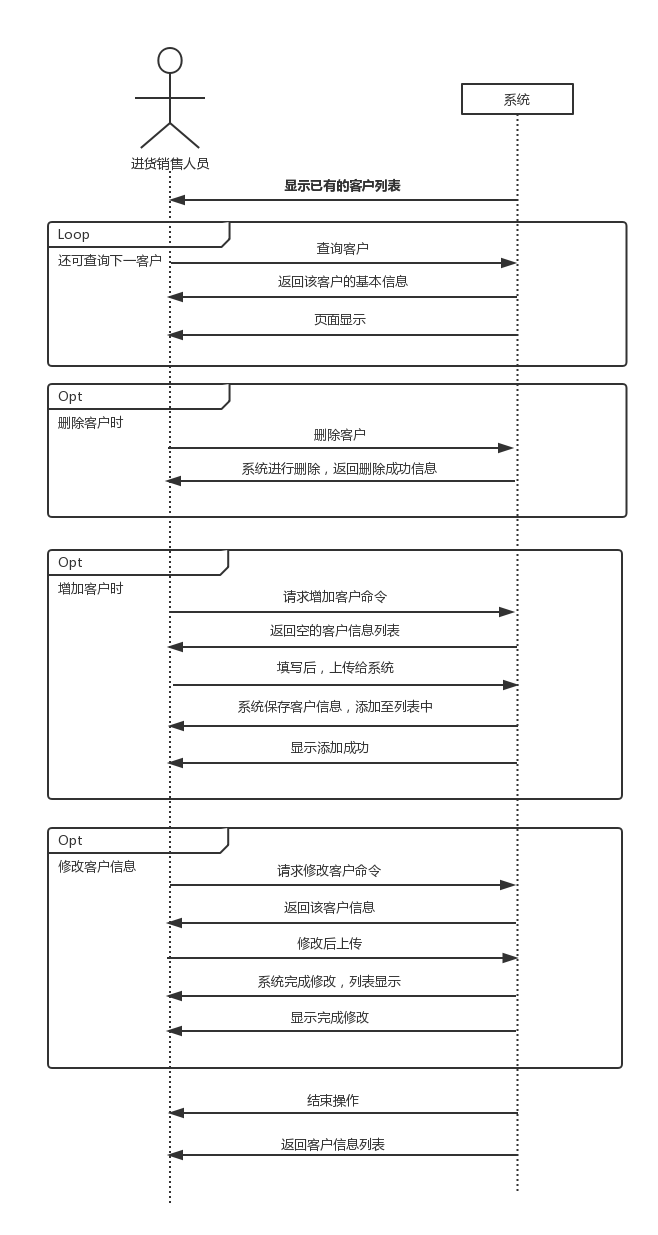 系统
进货销售人员
显示已有的客户列表
Loop
还可查询下一客户
查询客户
返回该客户的基本信息
页面显示
Opt
删除客户时
删除客户
系统进行删除，返回删除成功信息
Opt
增加客户时
请求增加客户命令
返回空的客户信息列表
填写后，上传给系统
系统保存客户信息，添加至列表中
显示添加成功
Opt
修改客户信息
请求修改客户命令
返回该客户信息
修改后上传
系统完成修改，列表显示
显示完成修改
结束操作
返回客户信息列表